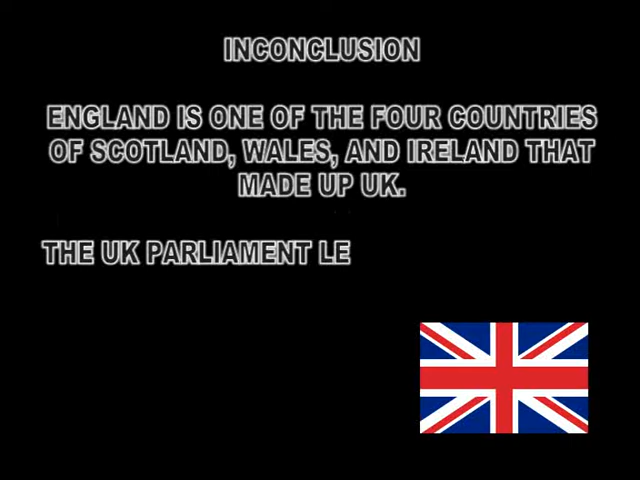 INCONCLUSION
ENGLAND IS ONE OF THE FOUR COUNTRIES
OF SCOTLAND, WALES, AND IRELAND THAT
MADE UP UK.
THE UK PARLIAMENT LE